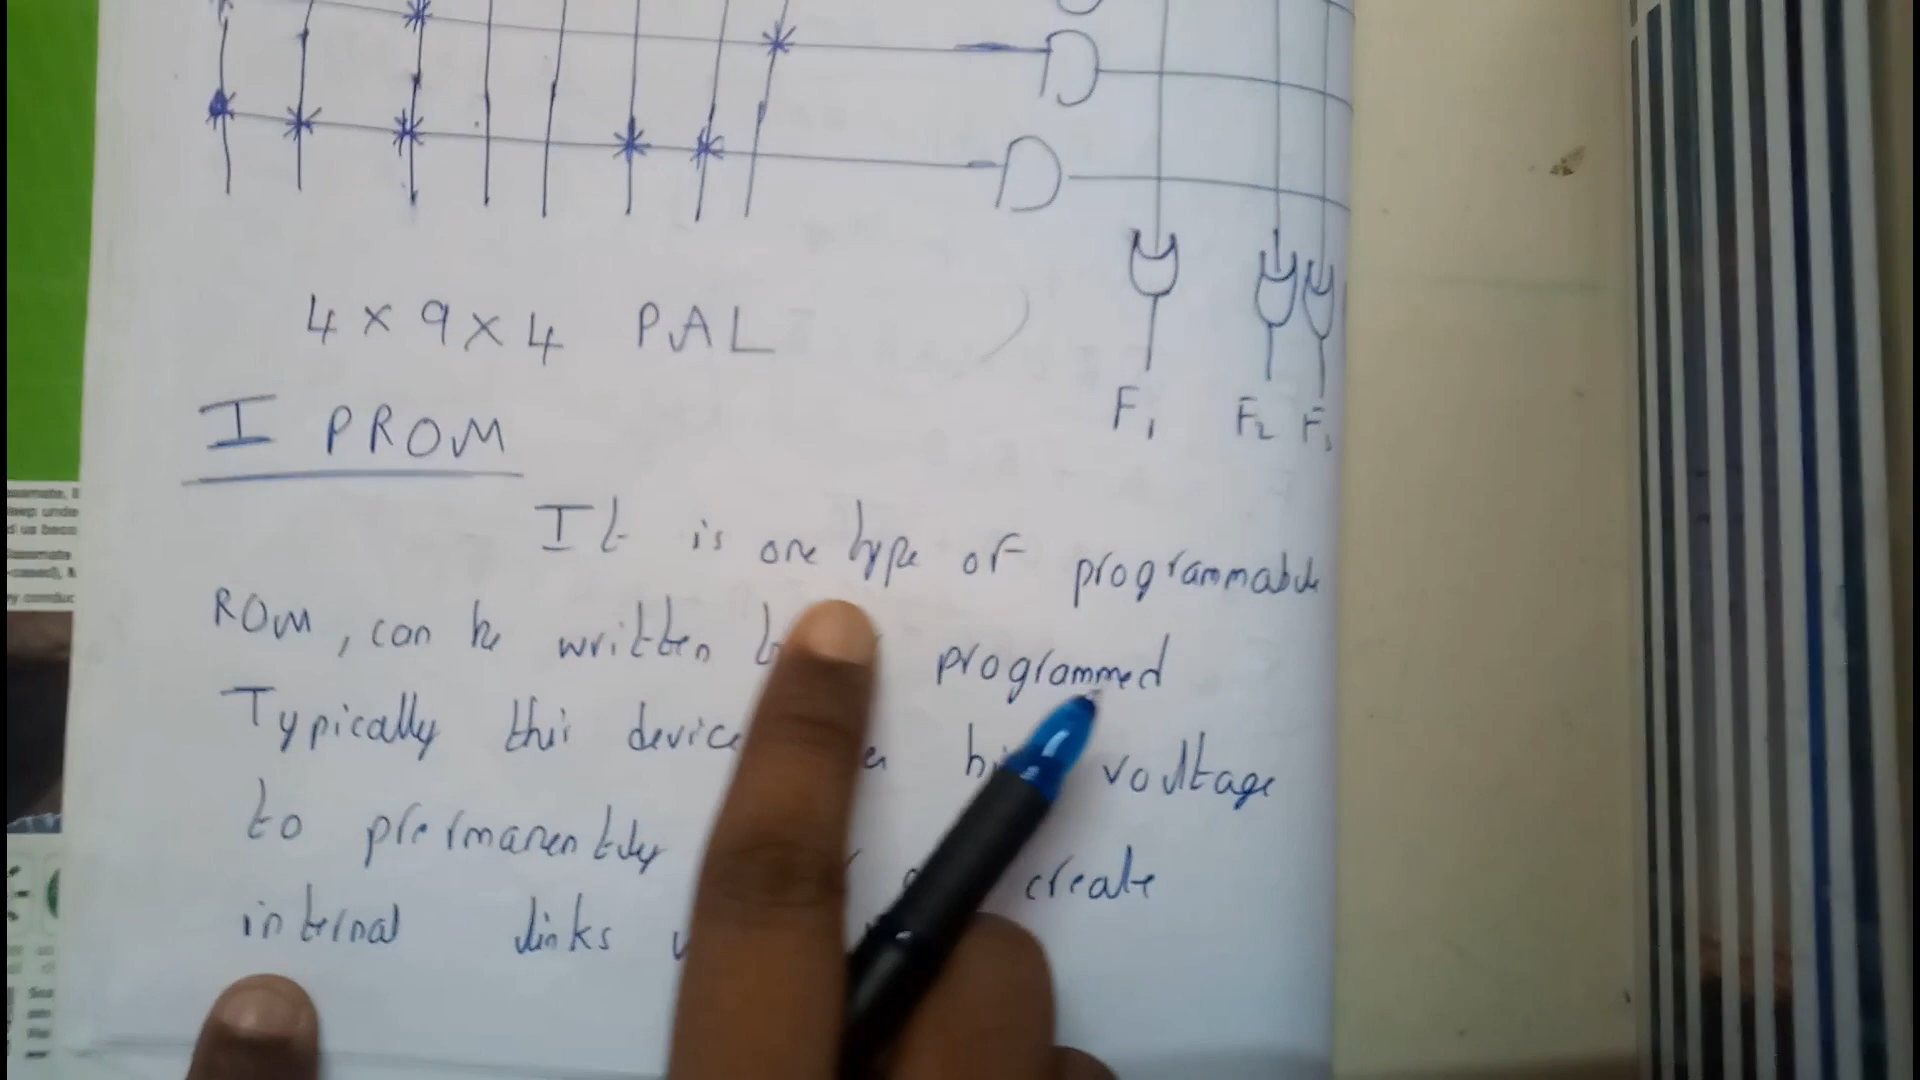 F1 F2 F3
4 x 9 x 4 PAL
I PROM
It is one type of programmable
ROM, can be written programmed
Typically this device voltage
to prermanently create
internal links